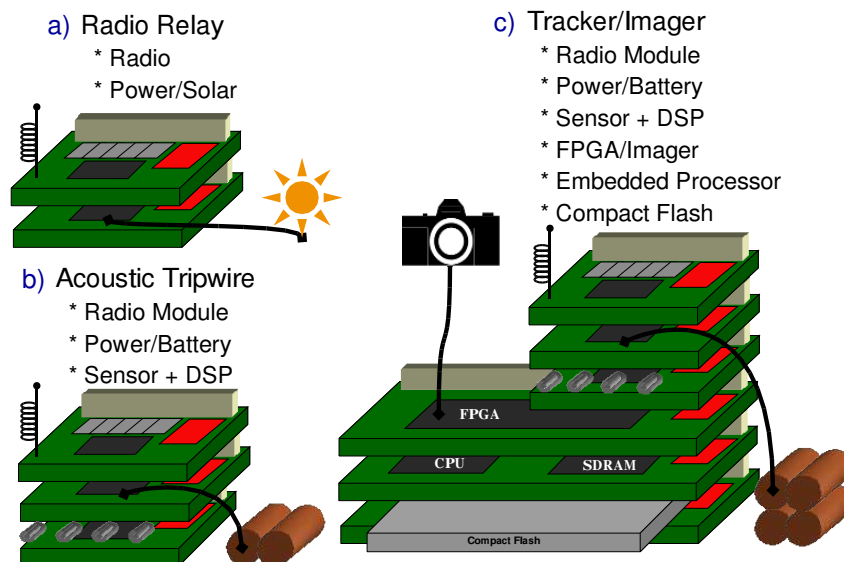 a) Radio Relay
* Radio
* Power/Solar
b) Acoustic Tripwire
* Radio Module
* Power/Battery
* Sensor + DSP
c) Tracker/Imager
* Radio Module
* Power/Battery
* Sensor + DSP
* FPGA/Imager
* Embedded Processor
* Compact Flash
FPGA
CPU
SDRAM
Compact Flash